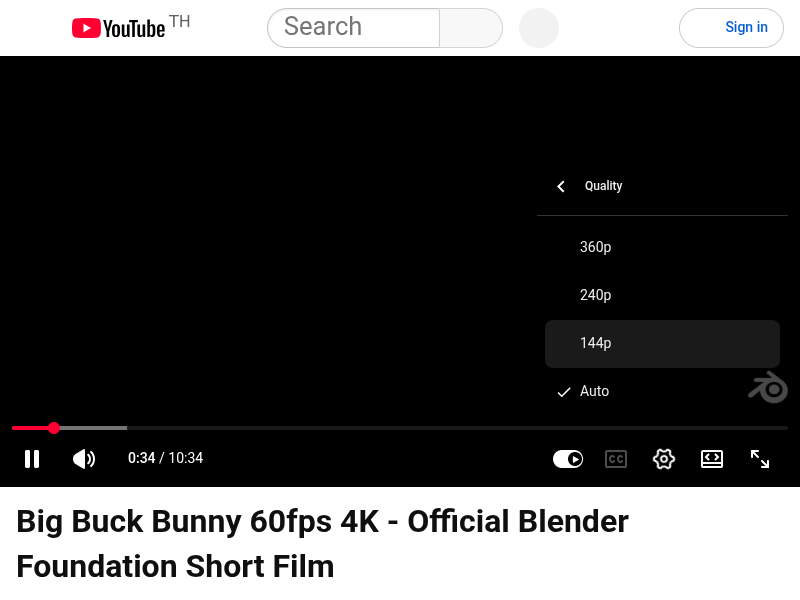 YouTube TH
Search
Sign in
Quality
360p
240p
144p
Auto
0:34 / 10:34
CC
Big Buck Bunny 60fps 4K - Official Blender
Foundation Short Film